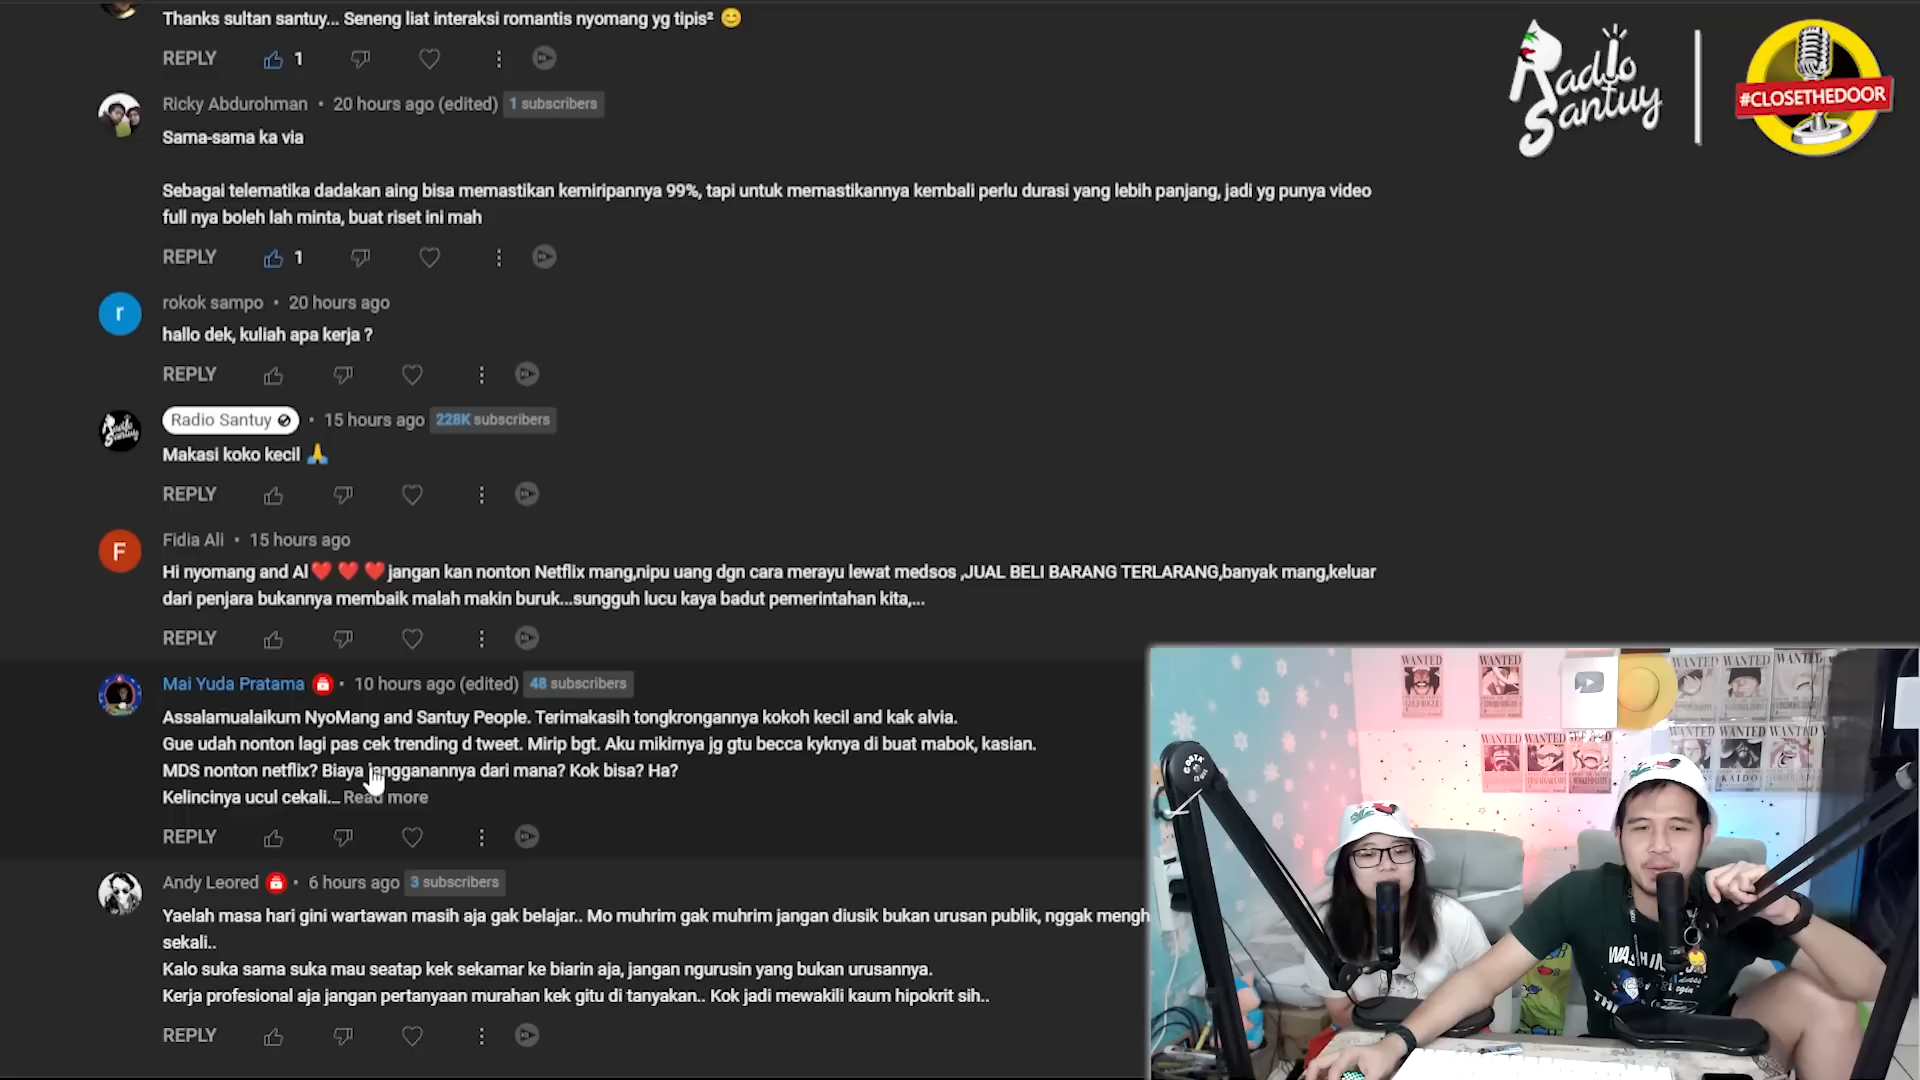 Thanks sultan santuy... Seneng liat interaksi romantis nyomang yg tipis² 😊
REPLY 1
Ricky Abdurohman • 20 hours ago (edited) 1 subscribers
Sama-sama ka via
Sebagai telematika dadakan aing bisa memastikan kemiripannya 99%, tapi untuk memastikannya kembali perlu durasi yang lebih panjang, jadi yg punya video
full nya boleh lah minta, buat riset ini mah
REPLY 1
r
rokok sampo • 20 hours ago
hallo dek, kuliah apa kerja ?
REPLY
Radio Santuy • 15 hours ago 228K subscribers
Makasi koko kecil 🙏
REPLY
F
Fidia Ali • 15 hours ago
Hi nyomang and Al❤️ ❤️ ❤️jangan kan nonton Netflix mang,nipu uang dgn cara merayu lewat medsos ,JUAL BELI BARANG TERLARANG,banyak mang,keluar
dari penjara bukannya membaik malah makin buruk...sungguh lucu kaya badut pemerintahan kita,...
REPLY
Mai Yuda Pratama • 10 hours ago (edited) 48 subscribers
Assalamualaikum NyoMang and Santuy People. Terimakasih tongkrongannya kokoh kecil and kak alvia.
Gue udah nonton lagi pas cek trending d tweet. Mirip bgt. Aku mikirnya jg gtu becca kyknya di buat mabok, kasian.
MDS nonton netflix? Biaya langganannya dari mana? Kok bisa? Ha?
Kelincinya ucul cekali... Read more
REPLY
Andy Leored • 6 hours ago 3 subscribers
Yaelah masa hari gini wartawan masih aja gak belajar.. Mo muhrim gak muhrim jangan diusik bukan urusan publik, nggak mengh
sekali..
Kalo suka sama suka mau seatap kek sekamar ke biarin aja, jangan ngurusin yang bukan urusannya.
Kerja profesional aja jangan pertanyaan murahan kek gitu di tanyakan.. Kok jadi mewakili kaum hipokrit sih..
REPLY
Radio Santuy
#CLOSETHEDOOR
WANTED
WANTED
WANTED
WANTED
WANTED
WANTED
WANTED
WANTED
KAIDO